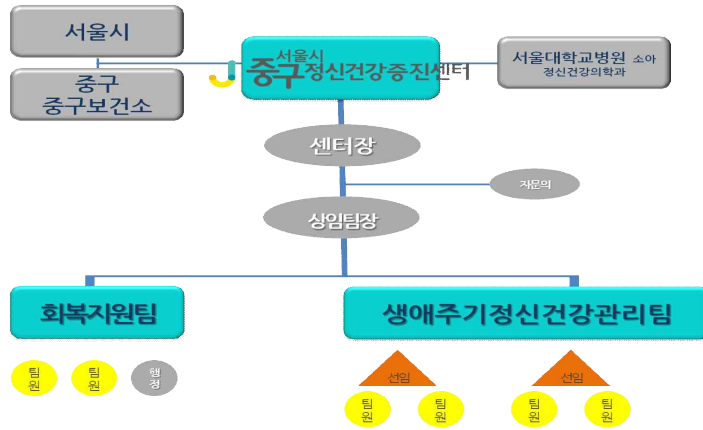 서울시
중구
중구보건소
서울시
중구정신건강증진센터
서울대학교병원 소아
정신건강의학과
센터장
자문의
상임팀장
회복지원팀
생애주기정신건강관리팀
팀
원
팀
원
행
정
선임
선임
팀
원
팀
원
팀
원
팀
원